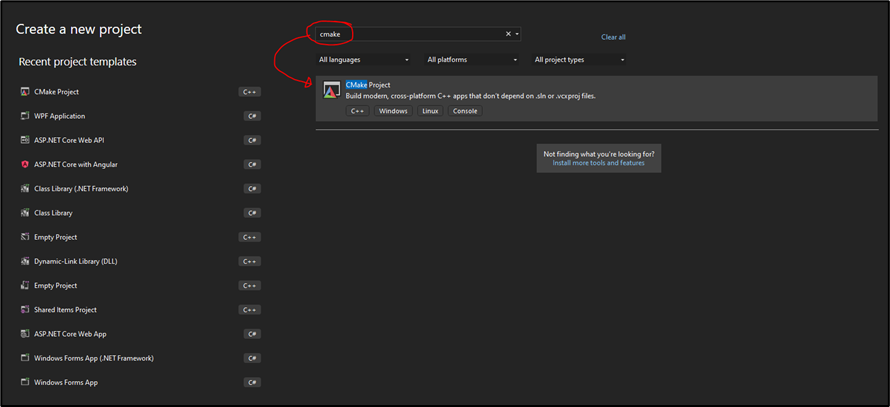 Create a new project
Recent project templates
CMake Project C++
WPF Application C#
ASP.NET Core Web API C#
ASP.NET Core with Angular C#
Class Library (.NET Framework) C#
Class Library C#
Empty Project C++
Dynamic-Link Library (DLL) C++
Empty Project C++
Shared Items Project C++
ASP.NET Core Web App C#
Windows Forms App (.NET Framework) C#
Windows Forms App C#
cmake
Clear all
All languages All platforms All project types
CMake Project
Build modern, cross-platform C++ apps that don't depend on .sln or .vcxproj files.
C++ Windows Linux Console
Not finding what you're looking for?
Install more tools and features